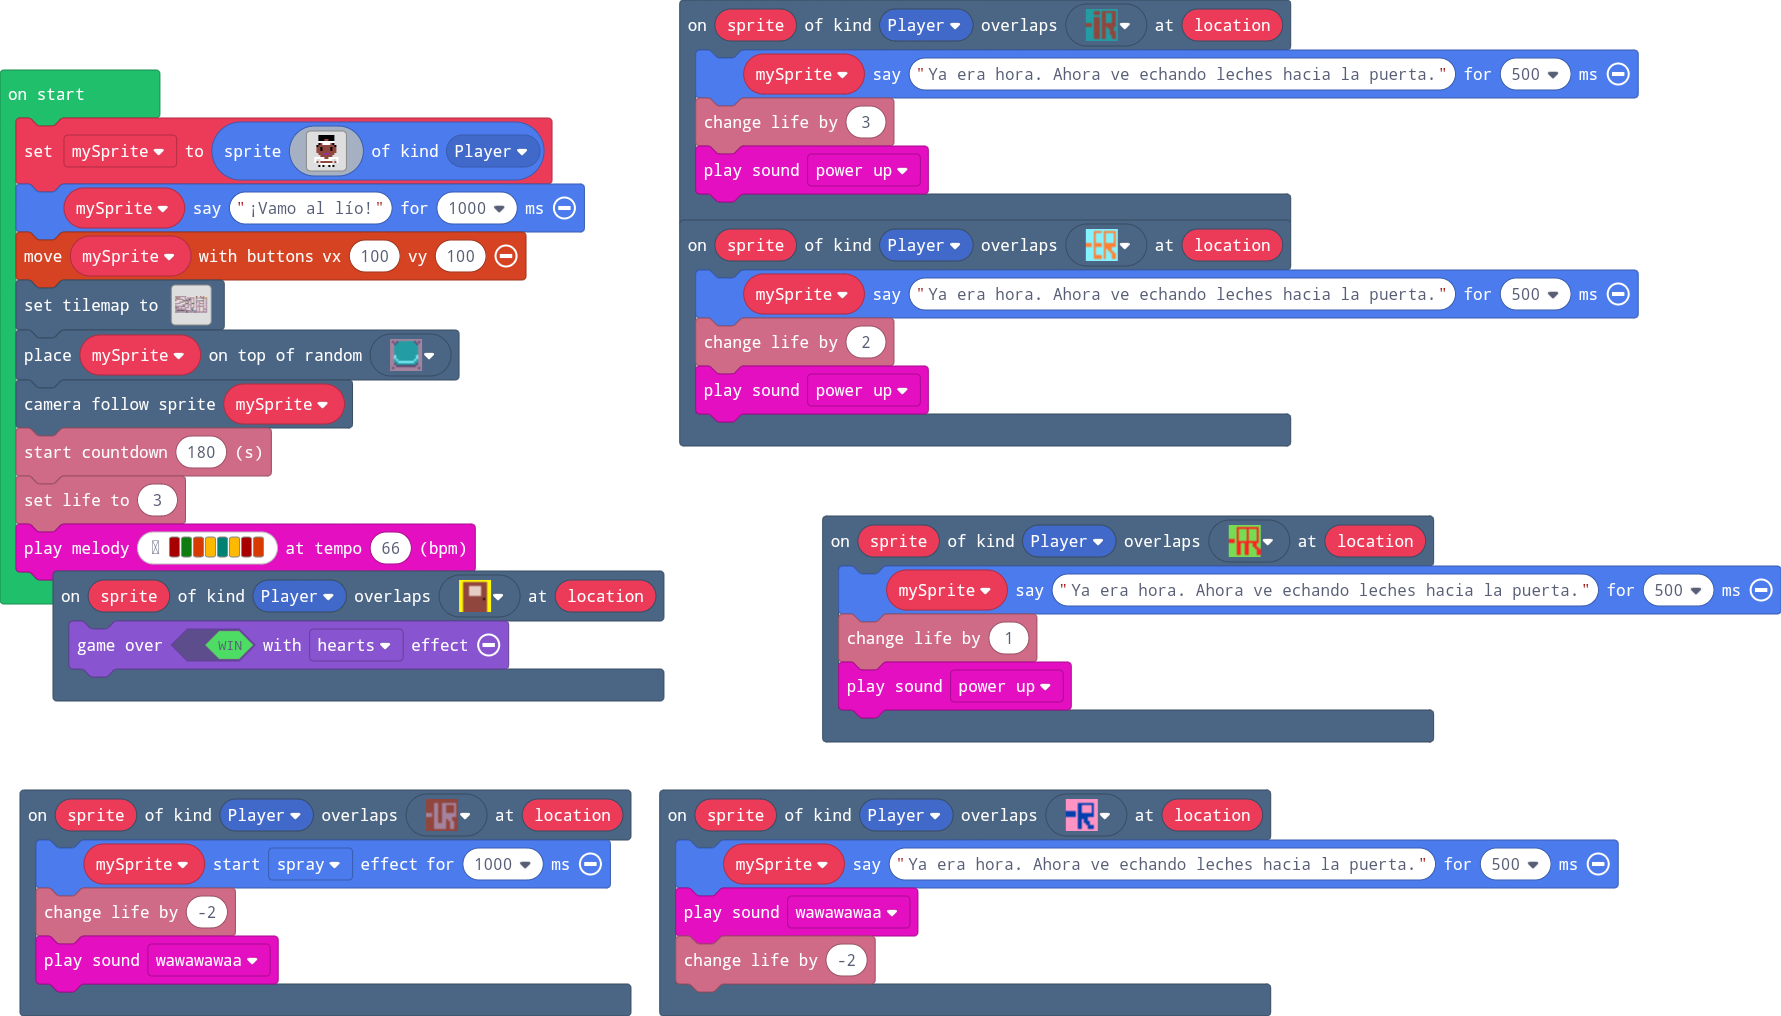 on start
set mySprite to sprite of kind Player
mySprite say "¡Vamo al lío!" for 1000 ms
move mySprite with buttons vx 100 vy 100
set tilemap to
place mySprite on top of random
camera follow sprite mySprite
start countdown 180 (s)
set life to 3
play melody at tempo 66 (bpm)
on sprite of kind Player overlaps at location
game over WIN with hearts effect
on sprite of kind Player overlaps -iR at location
mySprite say "Ya era hora. Ahora ve echando leches hacia la puerta." for 500 ms
change life by 3
play sound power up
on sprite of kind Player overlaps -ER at location
mySprite say "Ya era hora. Ahora ve echando leches hacia la puerta." for 500 ms
change life by 2
play sound power up
on sprite of kind Player overlaps at location
mySprite say "Ya era hora. Ahora ve echando leches hacia la puerta." for 500 ms
change life by 1
play sound power up
on sprite of kind Player overlaps -UR at location
mySprite start spray effect for 1000 ms
change life by -2
play sound wawawawaa
on sprite of kind Player overlaps -R at location
mySprite say "Ya era hora. Ahora ve echando leches hacia la puerta." for 500 ms
play sound wawawawaa
change life by -2